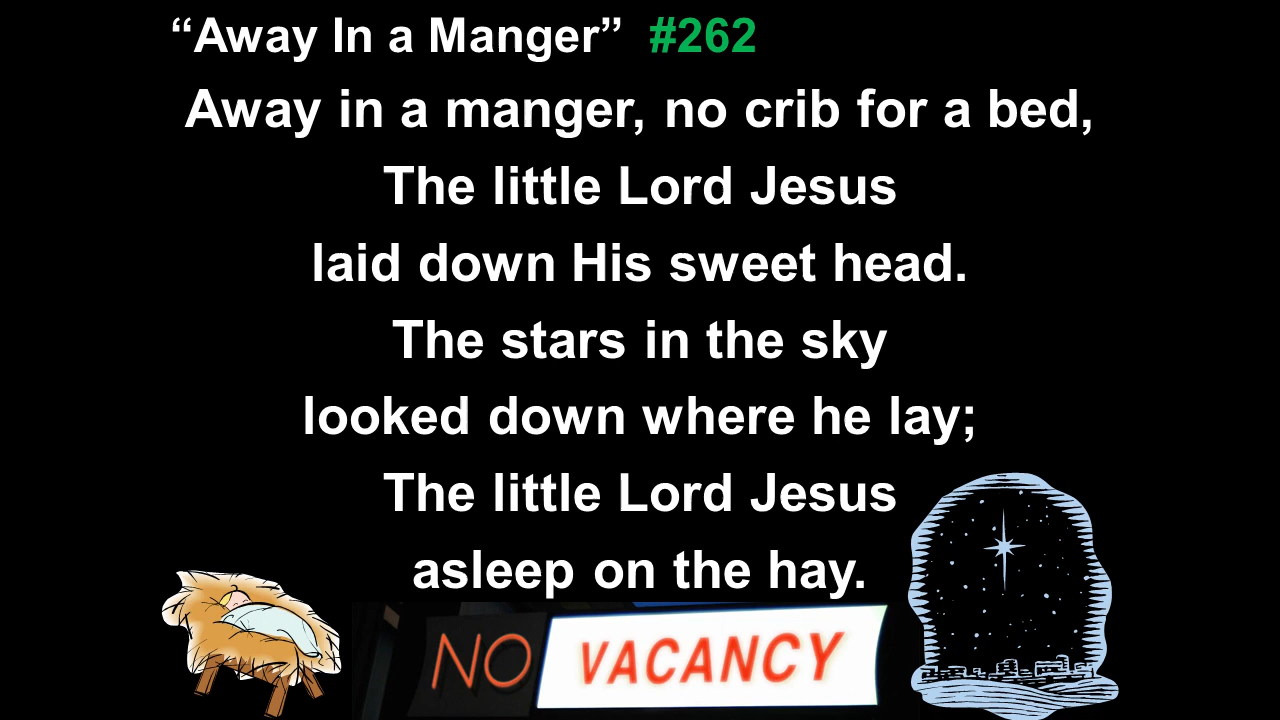 “Away In a Manger” #262
Away in a manger, no crib for a bed,
The little Lord Jesus
laid down His sweet head.
The stars in the sky
looked down where he lay;
The little Lord Jesus
asleep on the hay.
NO VACANCY